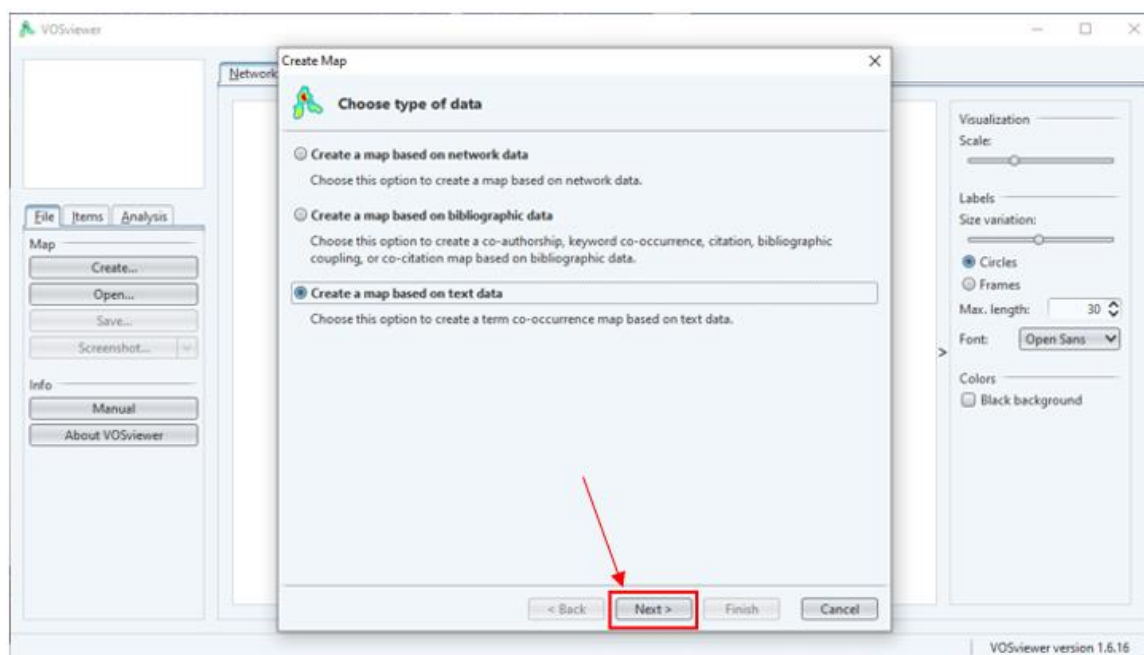 VOSviewer
Create Map
Network
Choose type of data
Create a map based on network data
Choose this option to create a map based on network data.
Create a map based on bibliographic data
Choose this option to create a co-authorship, keyword co-occurrence, citation, bibliographic
coupling, or co-citation map based on bibliographic data.
Create a map based on text data
Choose this option to create a term co-occurrence map based on text data.
< Back
Next >
Finish
Cancel
File Items Analysis
Map
Create...
Open...
Save...
Screenshot...
Info
Manual
About VOSviewer
Visualization
Scale:
Labels
Size variation:
Circles
Frames
Max. length: 30
Font: Open Sans
>
Colors
Black background
VOSviewer version 1.6.16